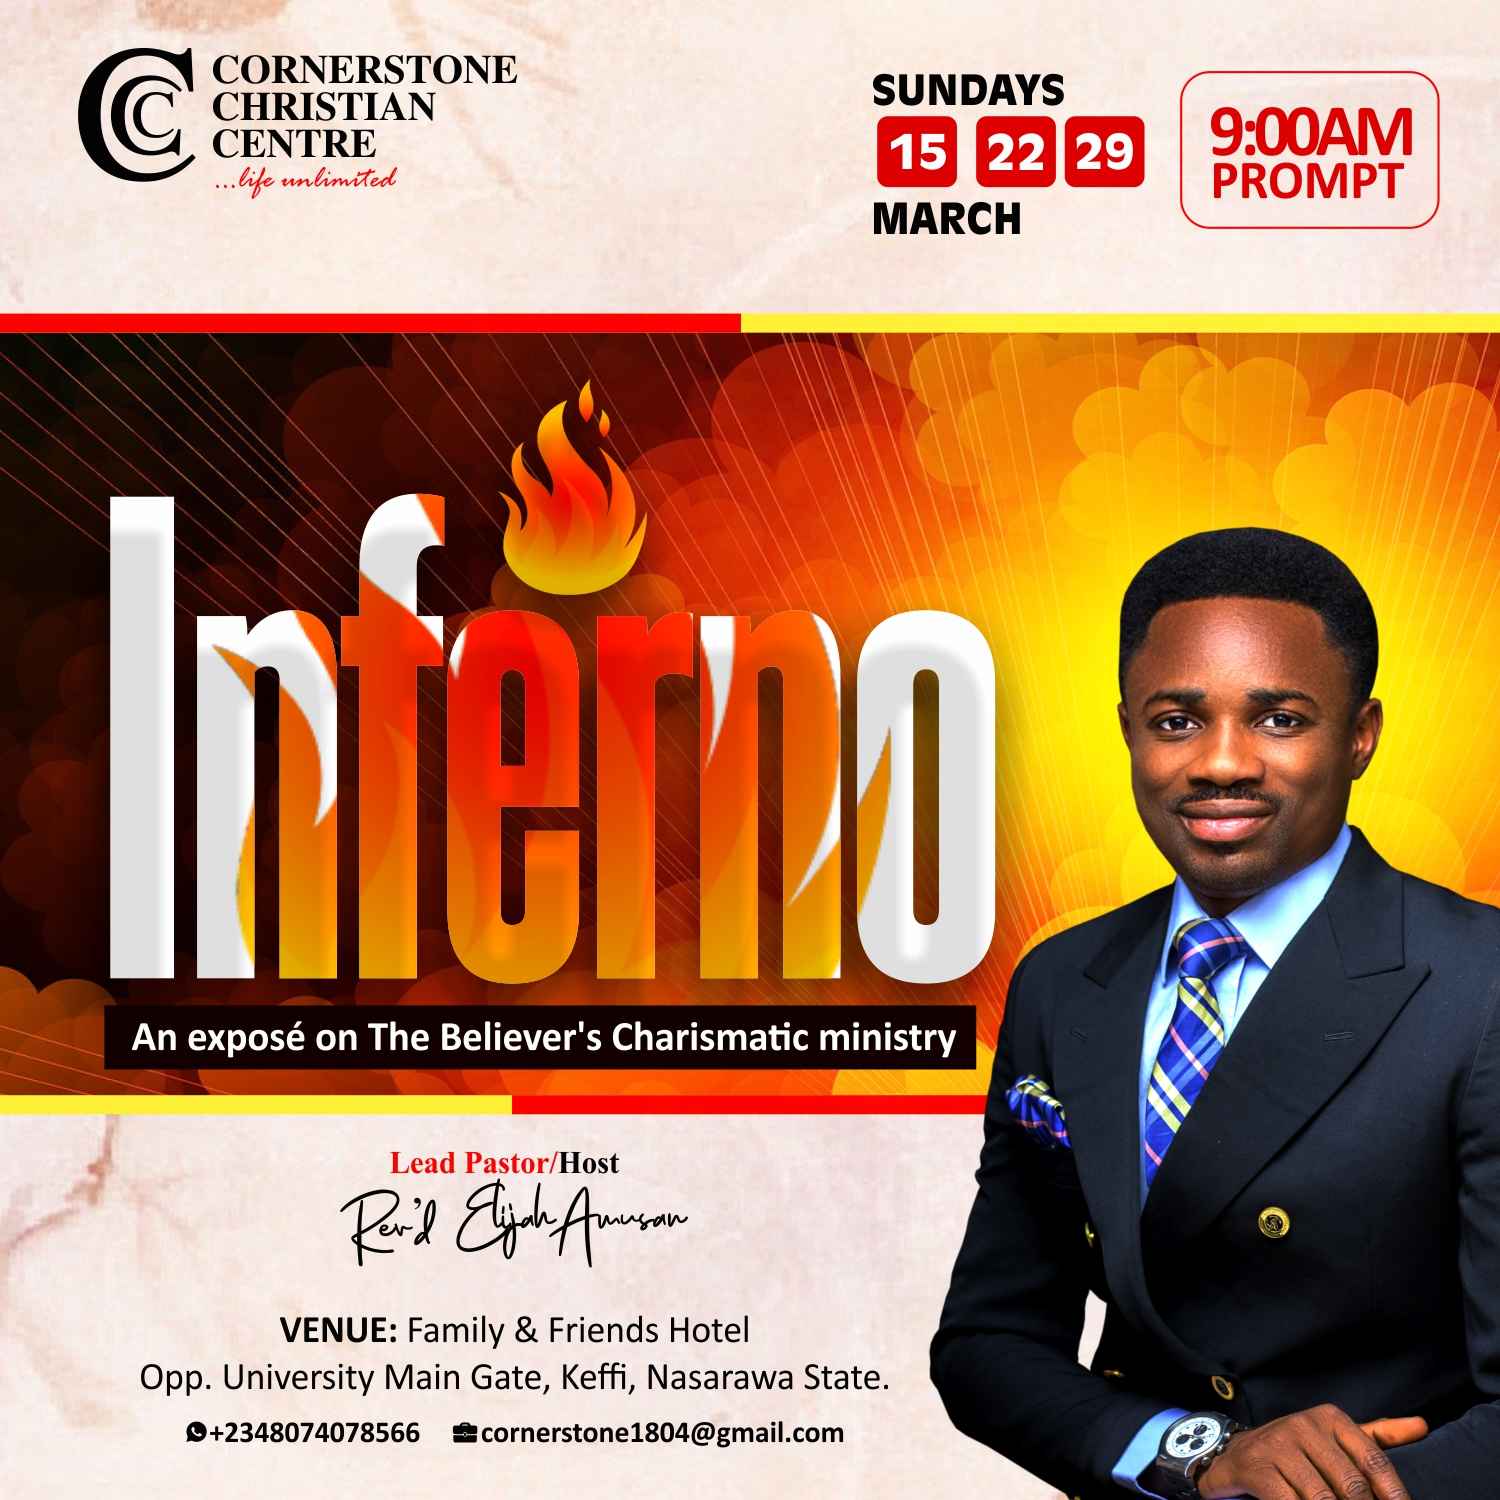 CCC
CORNERSTONE
CHRISTIAN
CENTRE
...life unlimited
SUNDAYS
15 22 29
MARCH
9:00AM
PROMPT
Inferno
An exposé on The Believer's Charismatic ministry
Lead Pastor/Host
Rev'd Elijah Amusan
VENUE: Family & Friends Hotel
Opp. University Main Gate, Keffi, Nasarawa State.
+2348074078566 cornerstone1804@gmail.com